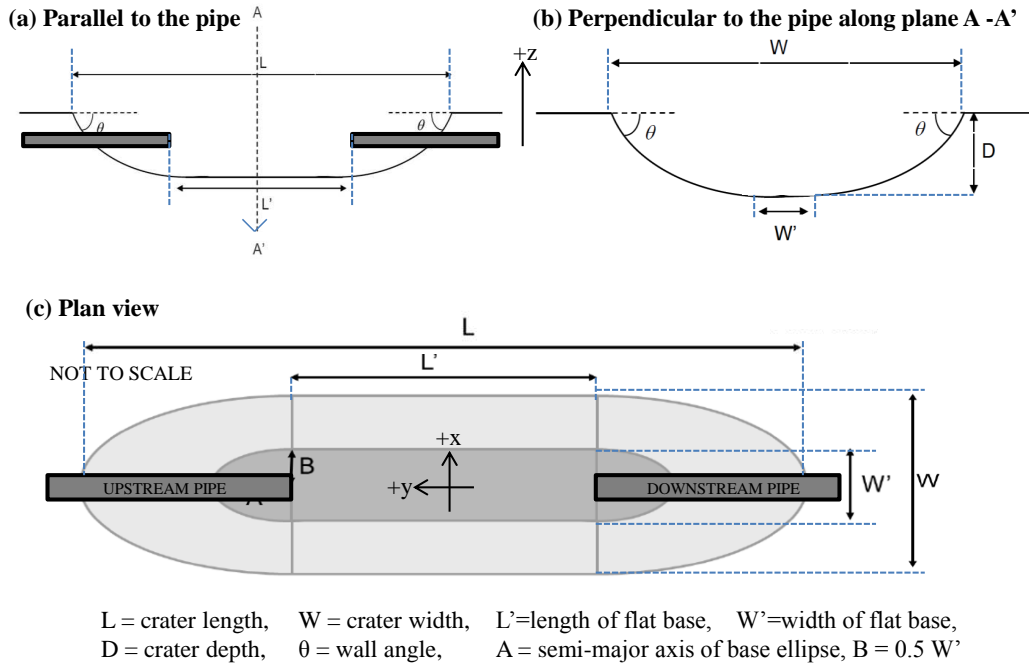 (a) Parallel to the pipe
(b) Perpendicular to the pipe along plane A -A'
A
L
θ
θ
L'
A'
+z
W
θ
θ
D
W'
(c) Plan view
L
NOT TO SCALE
L'
+x
B
+y
UPSTREAM PIPE
DOWNSTREAM PIPE
W'
W
L = crater length, W = crater width, L'=length of flat base, W'=width of flat base,
D = crater depth, θ = wall angle, A = semi-major axis of base ellipse, B = 0.5 W'